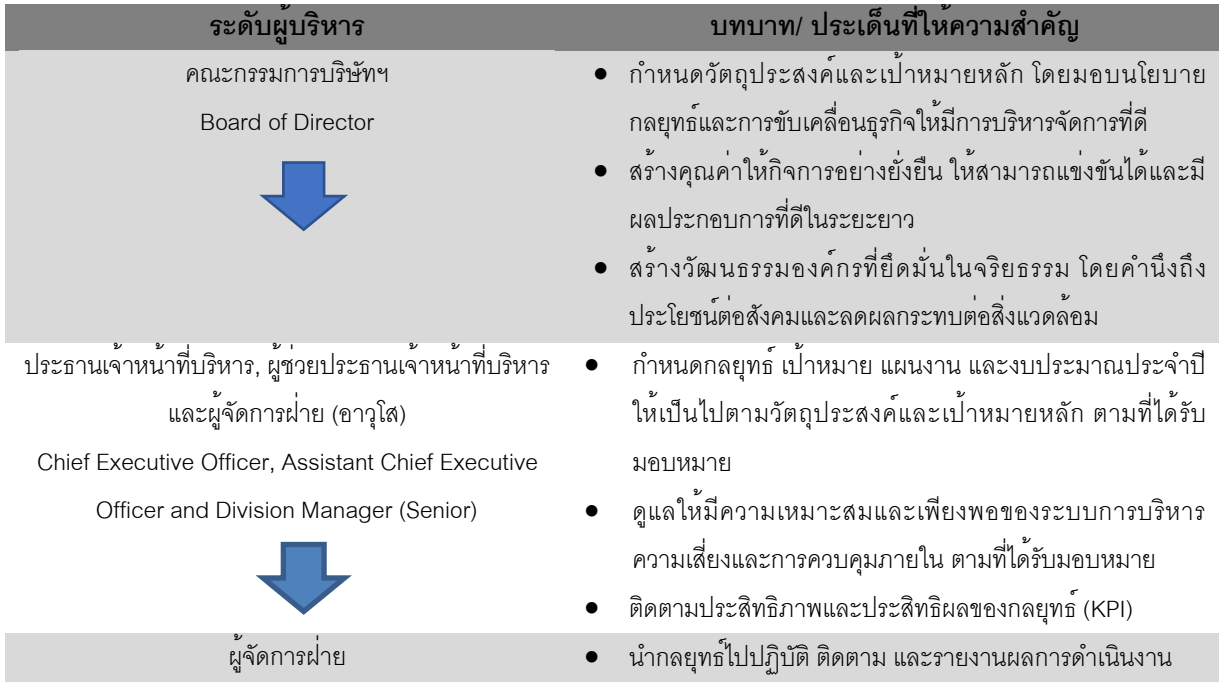 ระดับผู้บริหาร
บทบาท/ ประเด็นที่ให้ความสำคัญ
คณะกรรมการบริษัทฯ
Board of Director
● กำหนดวัตถุประสงค์และเป้าหมายหลัก โดยมอบนโยบาย
กลยุทธ์และการขับเคลื่อนธุรกิจให้มีการบริหารจัดการที่ดี
● สร้างคุณค่าให้กิจการอย่างยั่งยืน ให้สามารถแข่งขันได้และมี
ผลประกอบการที่ดีในระยะยาว
● สร้างวัฒนธรรมองค์กรที่ยึดมั่นในจริยธรรม โดยคำนึงถึง
ประโยชน์ต่อสังคมและลดผลกระทบต่อสิ่งแวดล้อม
ประธานเจ้าหน้าที่บริหาร, ผู้ช่วยประธานเจ้าหน้าที่บริหาร
และผู้จัดการฝ่าย (อาวุโส)
Chief Executive Officer, Assistant Chief Executive
Officer and Division Manager (Senior)
● กำหนดกลยุทธ์ เป้าหมาย แผนงาน และงบประมาณประจำปี
ให้เป็นไปตามวัตถุประสงค์และเป้าหมายหลัก ตามที่ได้รับ
มอบหมาย
● ดูแลให้มีความเหมาะสมและเพียงพอของระบบการบริหาร
ความเสี่ยงและการควบคุมภายใน ตามที่ได้รับมอบหมาย
● ติดตามประสิทธิภาพและประสิทธิผลของกลยุทธ์ (KPI)
ผู้จัดการฝ่าย
● นำกลยุทธ์ไปปฏิบัติ ติดตาม และรายงานผลการดำเนินงาน